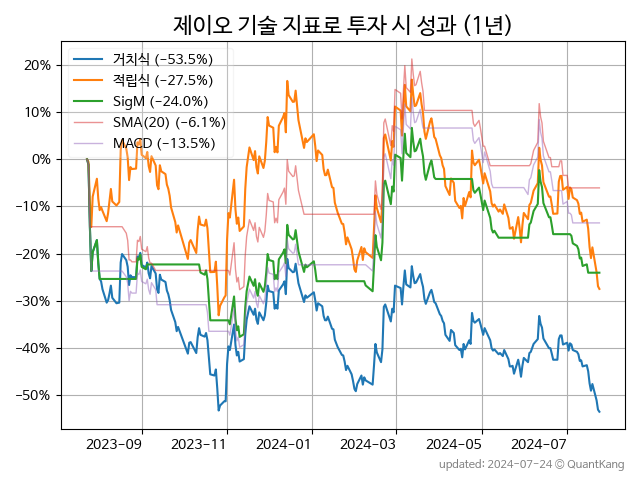 제이오 기술 지표로 투자 시 성과 (1년)
거치식 (−53.5%)
적립식 (−27.5%)
SigM (−24.0%)
SMA(20) (−6.1%)
MACD (−13.5%)
20%
10%
0%
−10%
−20%
−30%
−40%
−50%
2023-09
2023-11
2024-01
2024-03
2024-05
2024-07
updated: 2024-07-24 © QuantKang